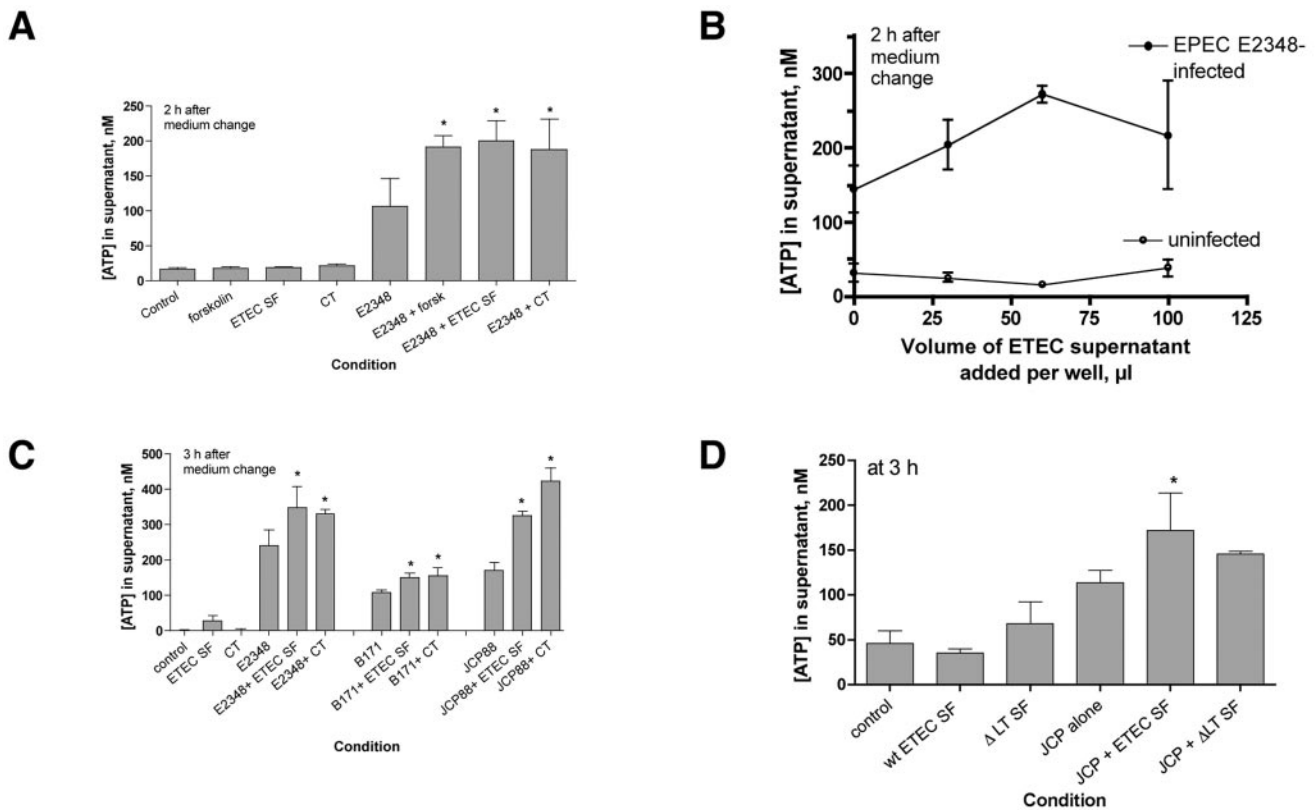 A
[ATP] in supernatant, nM
250
200
150
100
50
0
2 h after
medium change
*
*
*
Control
forskolin
ETEC SF
CT
E2348
E2348 + forsk
E2348 + ETEC SF
E2348 + CT
Condition
B
[ATP] in supernatant, nM
300
200
100
0
2 h after
medium
change
EPEC E2348-
infected
uninfected
0
25
50
75
100
125
Volume of ETEC supernatant
added per well, µl
C
[ATP] in supernatant, nM
500
400
300
200
100
0
3 h after
medium change
*
*
*
*
*
*
control
ETEC SF
CT
E2348
E2348+ ETEC SF
E2348+ CT
B171
B171+ ETEC SF
B171+ CT
JCP88
JCP88+ ETEC SF
JCP88+ CT
Condition
D
[ATP] in supernatant, nM
250
200
150
100
50
0
at 3 h
*
control
wt ETEC SF
Δ LT SF
JCP alone
JCP + ETEC SF
JCP + ΔLT SF
Condition